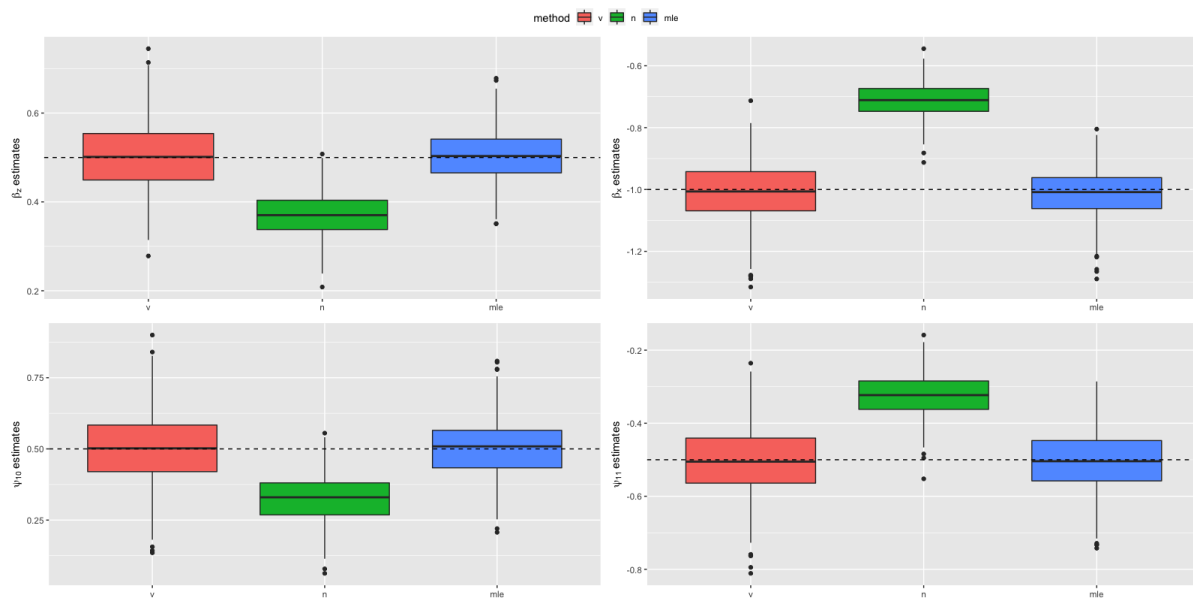 method v n mle
βz estimates
0.6
0.4
0.2
v n mle
βx estimates
-0.6
-0.8
-1.0
-1.2
v n mle
ψ10 estimates
0.75
0.50
0.25
v n mle
ψ11 estimates
-0.2
-0.4
-0.6
-0.8
v n mle